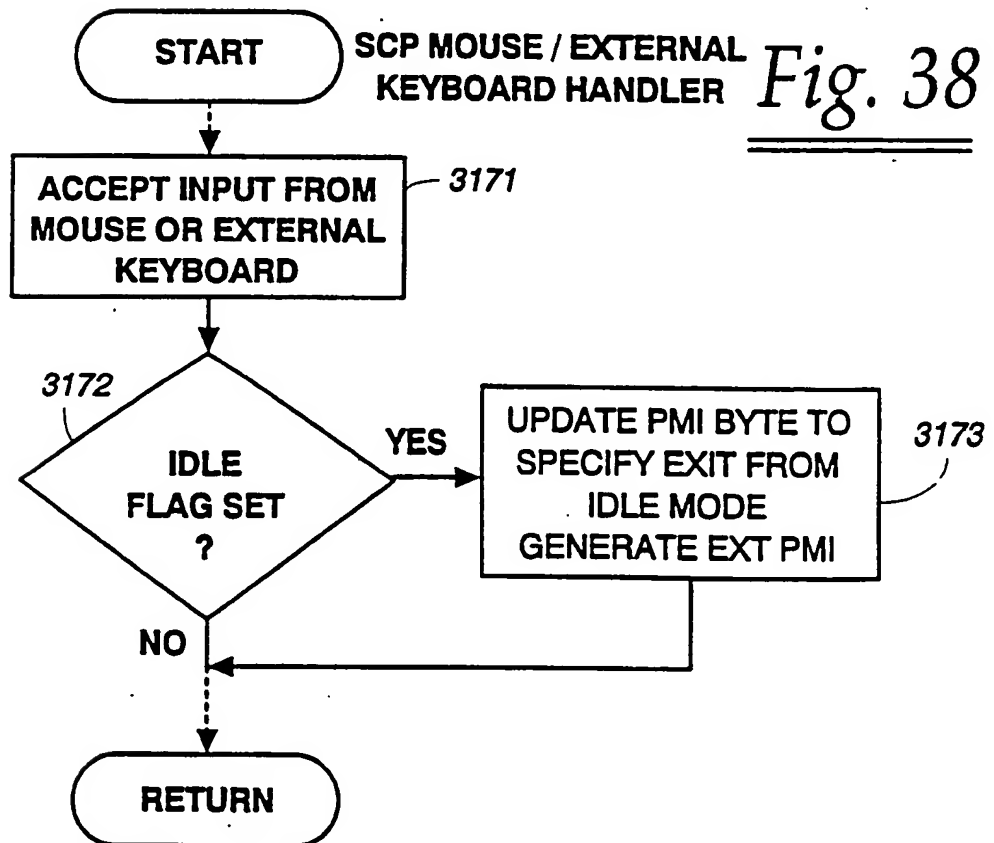 START
SCP MOUSE / EXTERNAL
KEYBOARD HANDLER
Fig. 38
ACCEPT INPUT FROM
MOUSE OR EXTERNAL
KEYBOARD
3171
3172
IDLE
FLAG SET
?
YES
UPDATE PMI BYTE TO
SPECIFY EXIT FROM
IDLE MODE
GENERATE EXT PMI
3173
NO
RETURN